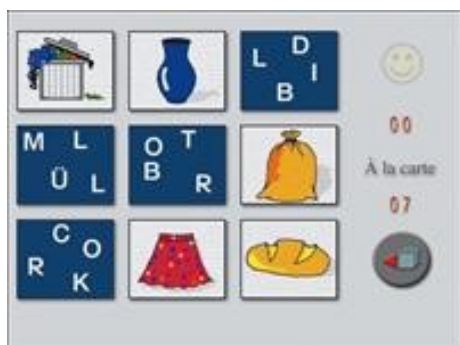 L D I B
00
M L Ü L
O T B R
À la carte
07
C O R K